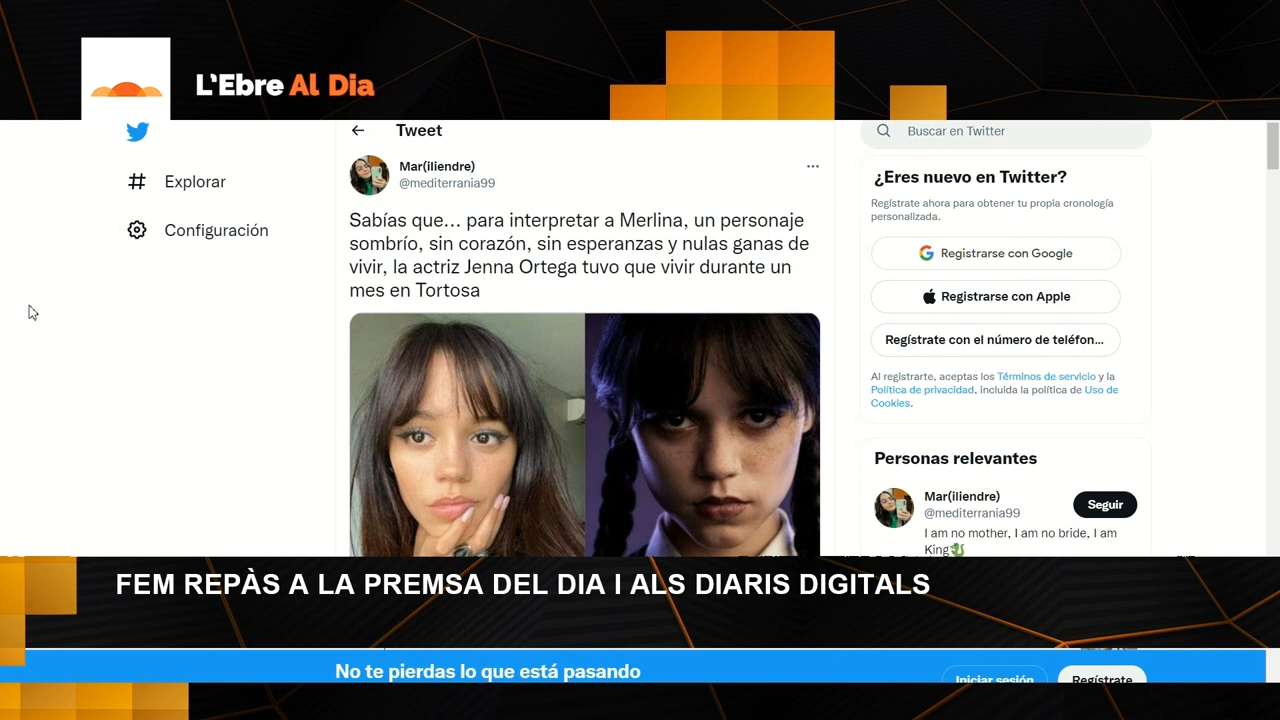 L'Ebre Al Dia
Tweet
Buscar en Twitter
Explorar
Configuración
Mar(iliendre)
@mediterrania99
Sabías que... para interpretar a Merlina, un personaje
sombrío, sin corazón, sin esperanzas y nulas ganas de
vivir, la actriz Jenna Ortega tuvo que vivir durante un
mes en Tortosa
¿Eres nuevo en Twitter?
Regístrate ahora para obtener tu propia cronología
personalizada.
Registrarse con Google
Registrarse con Apple
Regístrate con el número de teléfon...
Al registrarte, aceptas los Términos de servicio y la
Política de privacidad, incluida la política de Uso de
Cookies.
Personas relevantes
Mar(iliendre)
@mediterrania99
Seguir
I am no mother, I am no bride, I am
King
FEM REPÀS A LA PREMSA DEL DIA I ALS DIARIS DIGITALS
No te pierdas lo que está pasando
Iniciar sesión
Regístrate